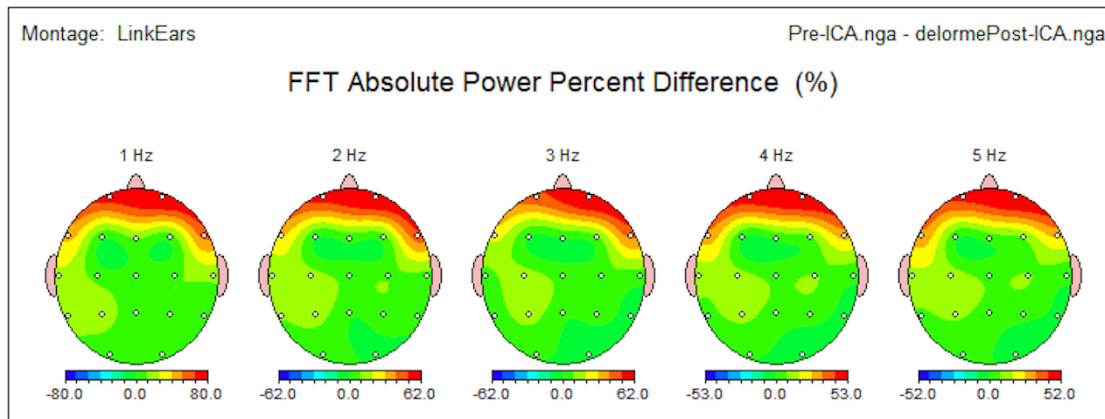 Montage: LinkEars Pre-ICA.nga - delormePost-ICA.nga
FFT Absolute Power Percent Difference (%)
1 Hz 2 Hz 3 Hz 4 Hz 5 Hz
-80.0 0.0 80.0 -62.0 0.0 62.0 -62.0 0.0 62.0 -53.0 0.0 53.0 -52.0 0.0 52.0